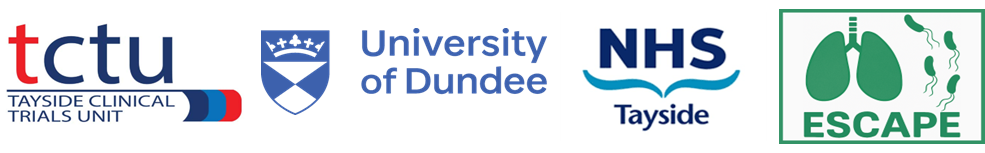 tctu
TAYSIDE CLINICAL
TRIALS UNIT
University
of Dundee
NHS
Tayside
ESCAPE